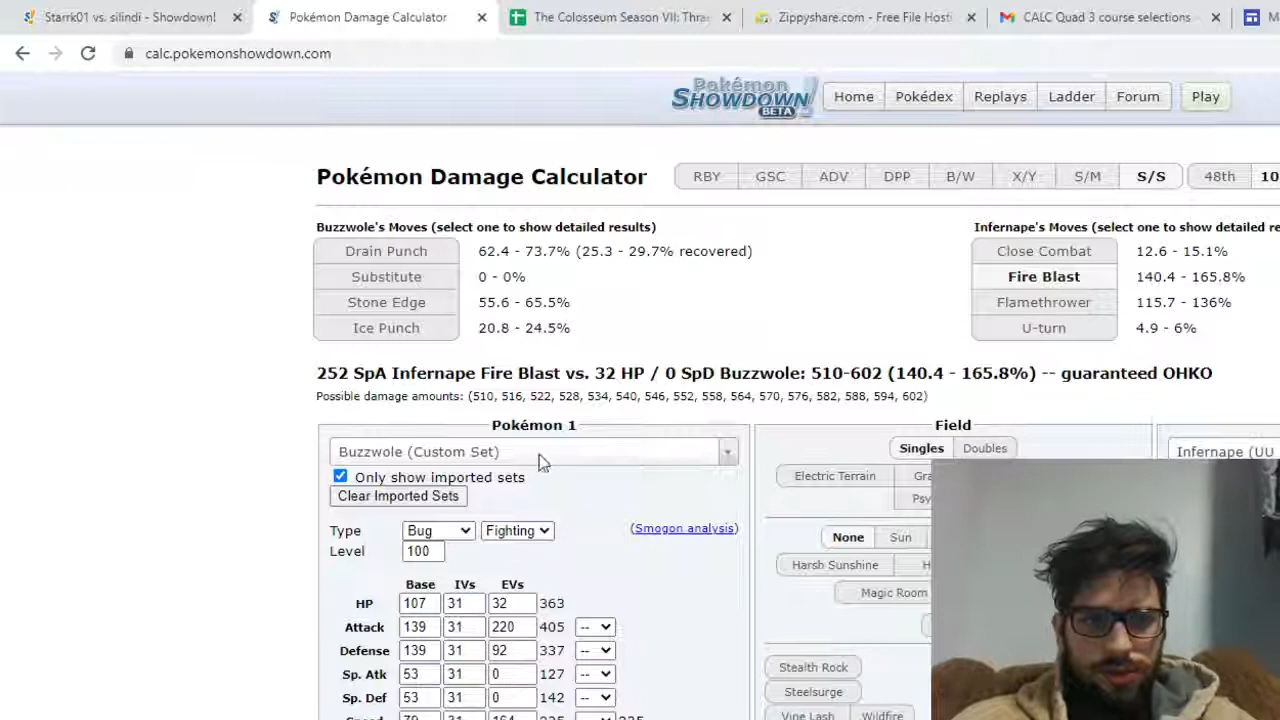 Starrk01 vs. silindi - Showdown!
Pokémon Damage Calculator
The Colosseum Season VII: Thra
Zippyshare.com - Free File Hosti
CALC Quad 3 course selections
calc.pokemonshowdown.com
Pokémon
SHOWDOWN!
BETA
Home
Pokédex
Replays
Ladder
Forum
Play
Pokémon Damage Calculator
RBY
GSC
ADV
DPP
B/W
X/Y
S/M
S/S
48th
10
Buzzwole's Moves (select one to show detailed results)
Drain Punch 62.4 - 73.7% (25.3 - 29.7% recovered)
Substitute 0 - 0%
Stone Edge 55.6 - 65.5%
Ice Punch 20.8 - 24.5%
Infernape's Moves (select one to show detailed re
Close Combat 12.6 - 15.1%
Fire Blast 140.4 - 165.8%
Flamethrower 115.7 - 136%
U-turn 4.9 - 6%
252 SpA Infernape Fire Blast vs. 32 HP / 0 SpD Buzzwole: 510-602 (140.4 - 165.8%) -- guaranteed OHKO
Possible damage amounts: (510, 516, 522, 528, 534, 540, 546, 552, 558, 564, 570, 576, 582, 588, 594, 602)
Pokémon 1
Buzzwole (Custom Set)
Only show imported sets
Clear Imported Sets
Type Bug Fighting (Smogon analysis)
Level 100
Base IVs EVs
HP 107 31 32 363
Attack 139 31 220 405 --
Defense 139 31 92 337 --
Sp. Atk 53 31 0 127 --
Sp. Def 53 31 0 142 --
Field
Singles Doubles
Electric Terrain Gra
Psy
None Sun
Harsh Sunshine H
Magic Room
Stealth Rock
Steelsurge
Vine Lash Wildfire
Infernape (UU